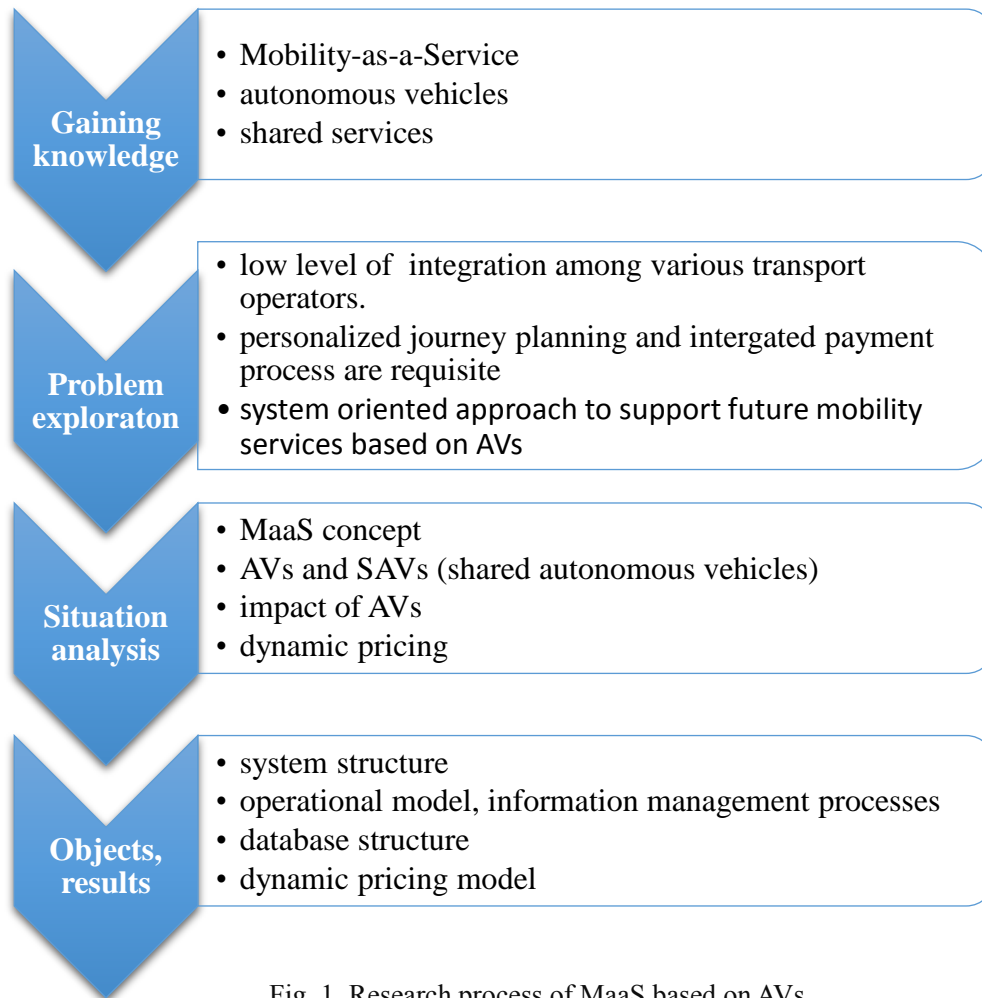 Gaining
knowledge
• Mobility-as-a-Service
• autonomous vehicles
• shared services
Problem
exploraton
• low level of  integration among various transport
operators.
• personalized journey planning and intergated payment
process are requisite
• system oriented approach to support future mobility
services based on AVs
Situation
analysis
• MaaS concept
• AVs and SAVs (shared autonomous vehicles)
• impact of AVs
• dynamic pricing
Objects,
results
• system structure
• operational model, information management processes
• database structure
• dynamic pricing model
Fig. 1. Research process of MaaS based on AVs